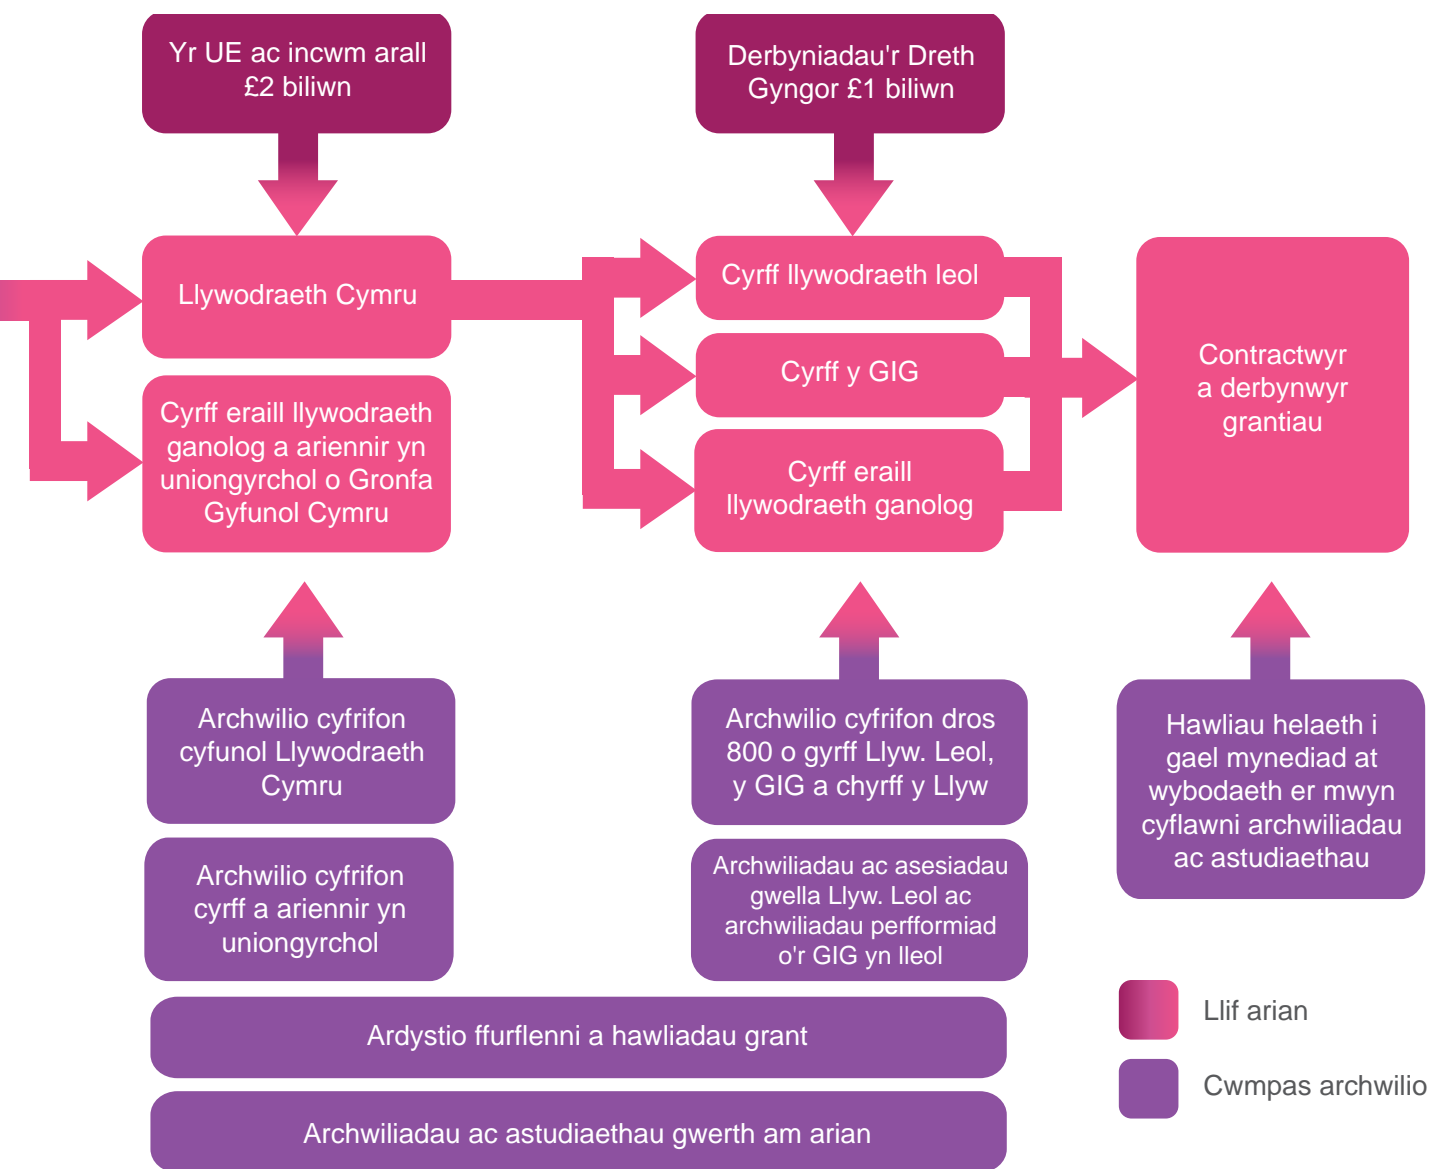 Yr UE ac incwm arall
£2 biliwn
Derbyniadau'r Dreth
Gyngor £1 biliwn
Llywodraeth Cymru
Cyrff eraill llywodraeth
ganolog a ariennir yn
uniongyrchol o Gronfa
Gyfunol Cymru
Cyrff llywodraeth leol
Cyrff y GIG
Cyrff eraill
llywodraeth ganolog
Contractwyr
a derbynwyr
grantiau
Archwilio cyfrifon
cyfunol Llywodraeth
Cymru
Archwilio cyfrifon
cyrff a ariennir yn
uniongyrchol
Archwilio cyfrifon dros
800 o gyrff Llyw. Leol,
y GIG a chyrff y Llyw
Archwiliadau ac asesiadau
gwella Llyw. Leol ac
archwiliadau perfformiad
o'r GIG yn lleol
Hawliau helaeth i
gael mynediad at
wybodaeth er mwyn
cyflawni archwiliadau
ac astudiaethau
Ardystio ffurflenni a hawliadau grant
Archwiliadau ac astudiaethau gwerth am arian
Llif arian
Cwmpas archwilio